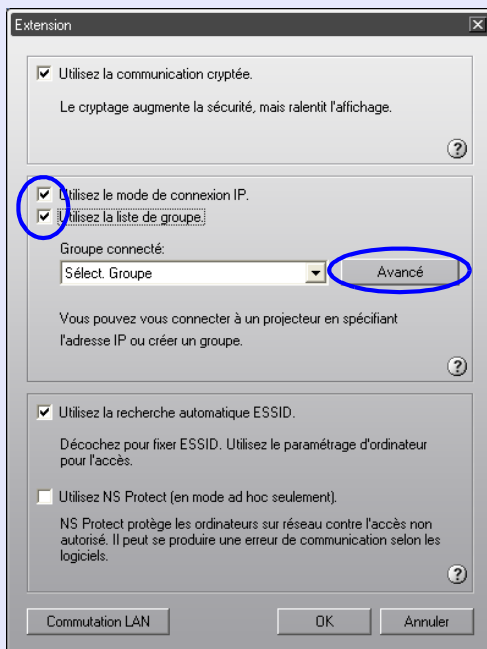 Extension
Utilisez la communication cryptée.
Le cryptage augmente la sécurité, mais ralentit l'affichage.
?
Utilisez le mode de connexion IP.
Utilisez la liste de groupe.
Groupe connecté:
Sélect. Groupe
Avancé
Vous pouvez vous connecter à un projecteur en spécifiant
l'adresse IP ou créer un groupe.
?
Utilisez la recherche automatique ESSID.
Décochez pour fixer ESSID. Utilisez le paramétrage d'ordinateur
pour l'accès.
Utilisez NS Protect (en mode ad hoc seulement).
NS Protect protège les ordinateurs sur réseau contre l'accès non
autorisé. Il peut se produire une erreur de communication selon les
logiciels.
?
Commutation LAN
OK
Annuler